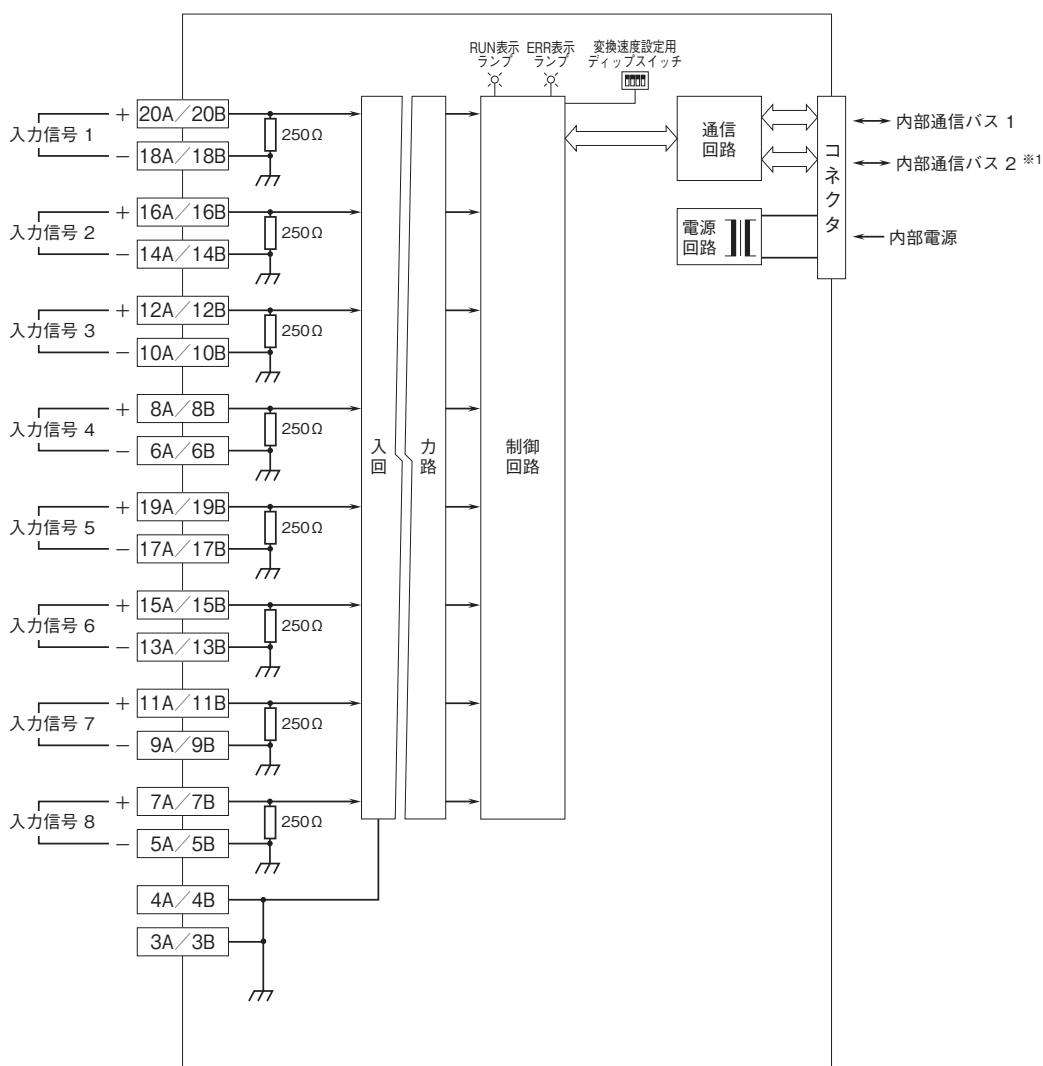 RUN表示
ランプ
ERR表示
ランプ
変換速度設定用
ディップスイッチ
入力信号 1
+ 20A/20B
− 18A/18B
250Ω
入力信号 2
+ 16A/16B
− 14A/14B
250Ω
入力信号 3
+ 12A/12B
− 10A/10B
250Ω
入力信号 4
+ 8A/8B
− 6A/6B
250Ω
入力信号 5
+ 19A/19B
− 17A/17B
250Ω
入力信号 6
+ 15A/15B
− 13A/13B
250Ω
入力信号 7
+ 11A/11B
− 9A/9B
250Ω
入力信号 8
+ 7A/7B
− 5A/5B
250Ω
4A/4B
3A/3B
入力
回路
制御
回路
通信
回路
電源
回路
コネクタ
内部通信バス 1
内部通信バス 2 ※1
内部電源